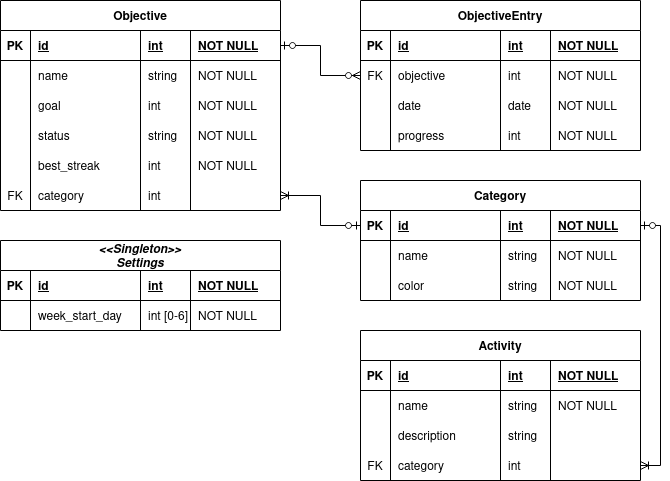 Objective
PK id int NOT NULL
name string NOT NULL
goal int NOT NULL
status string NOT NULL
best_streak int NOT NULL
FK category int
ObjectiveEntry
PK id int NOT NULL
FK objective int NOT NULL
date date NOT NULL
progress int NOT NULL
Category
PK id int NOT NULL
name string NOT NULL
color string NOT NULL
<<Singleton>>
Settings
PK id int NOT NULL
week_start_day int [0-6] NOT NULL
Activity
PK id int NOT NULL
name string NOT NULL
description string
FK category int